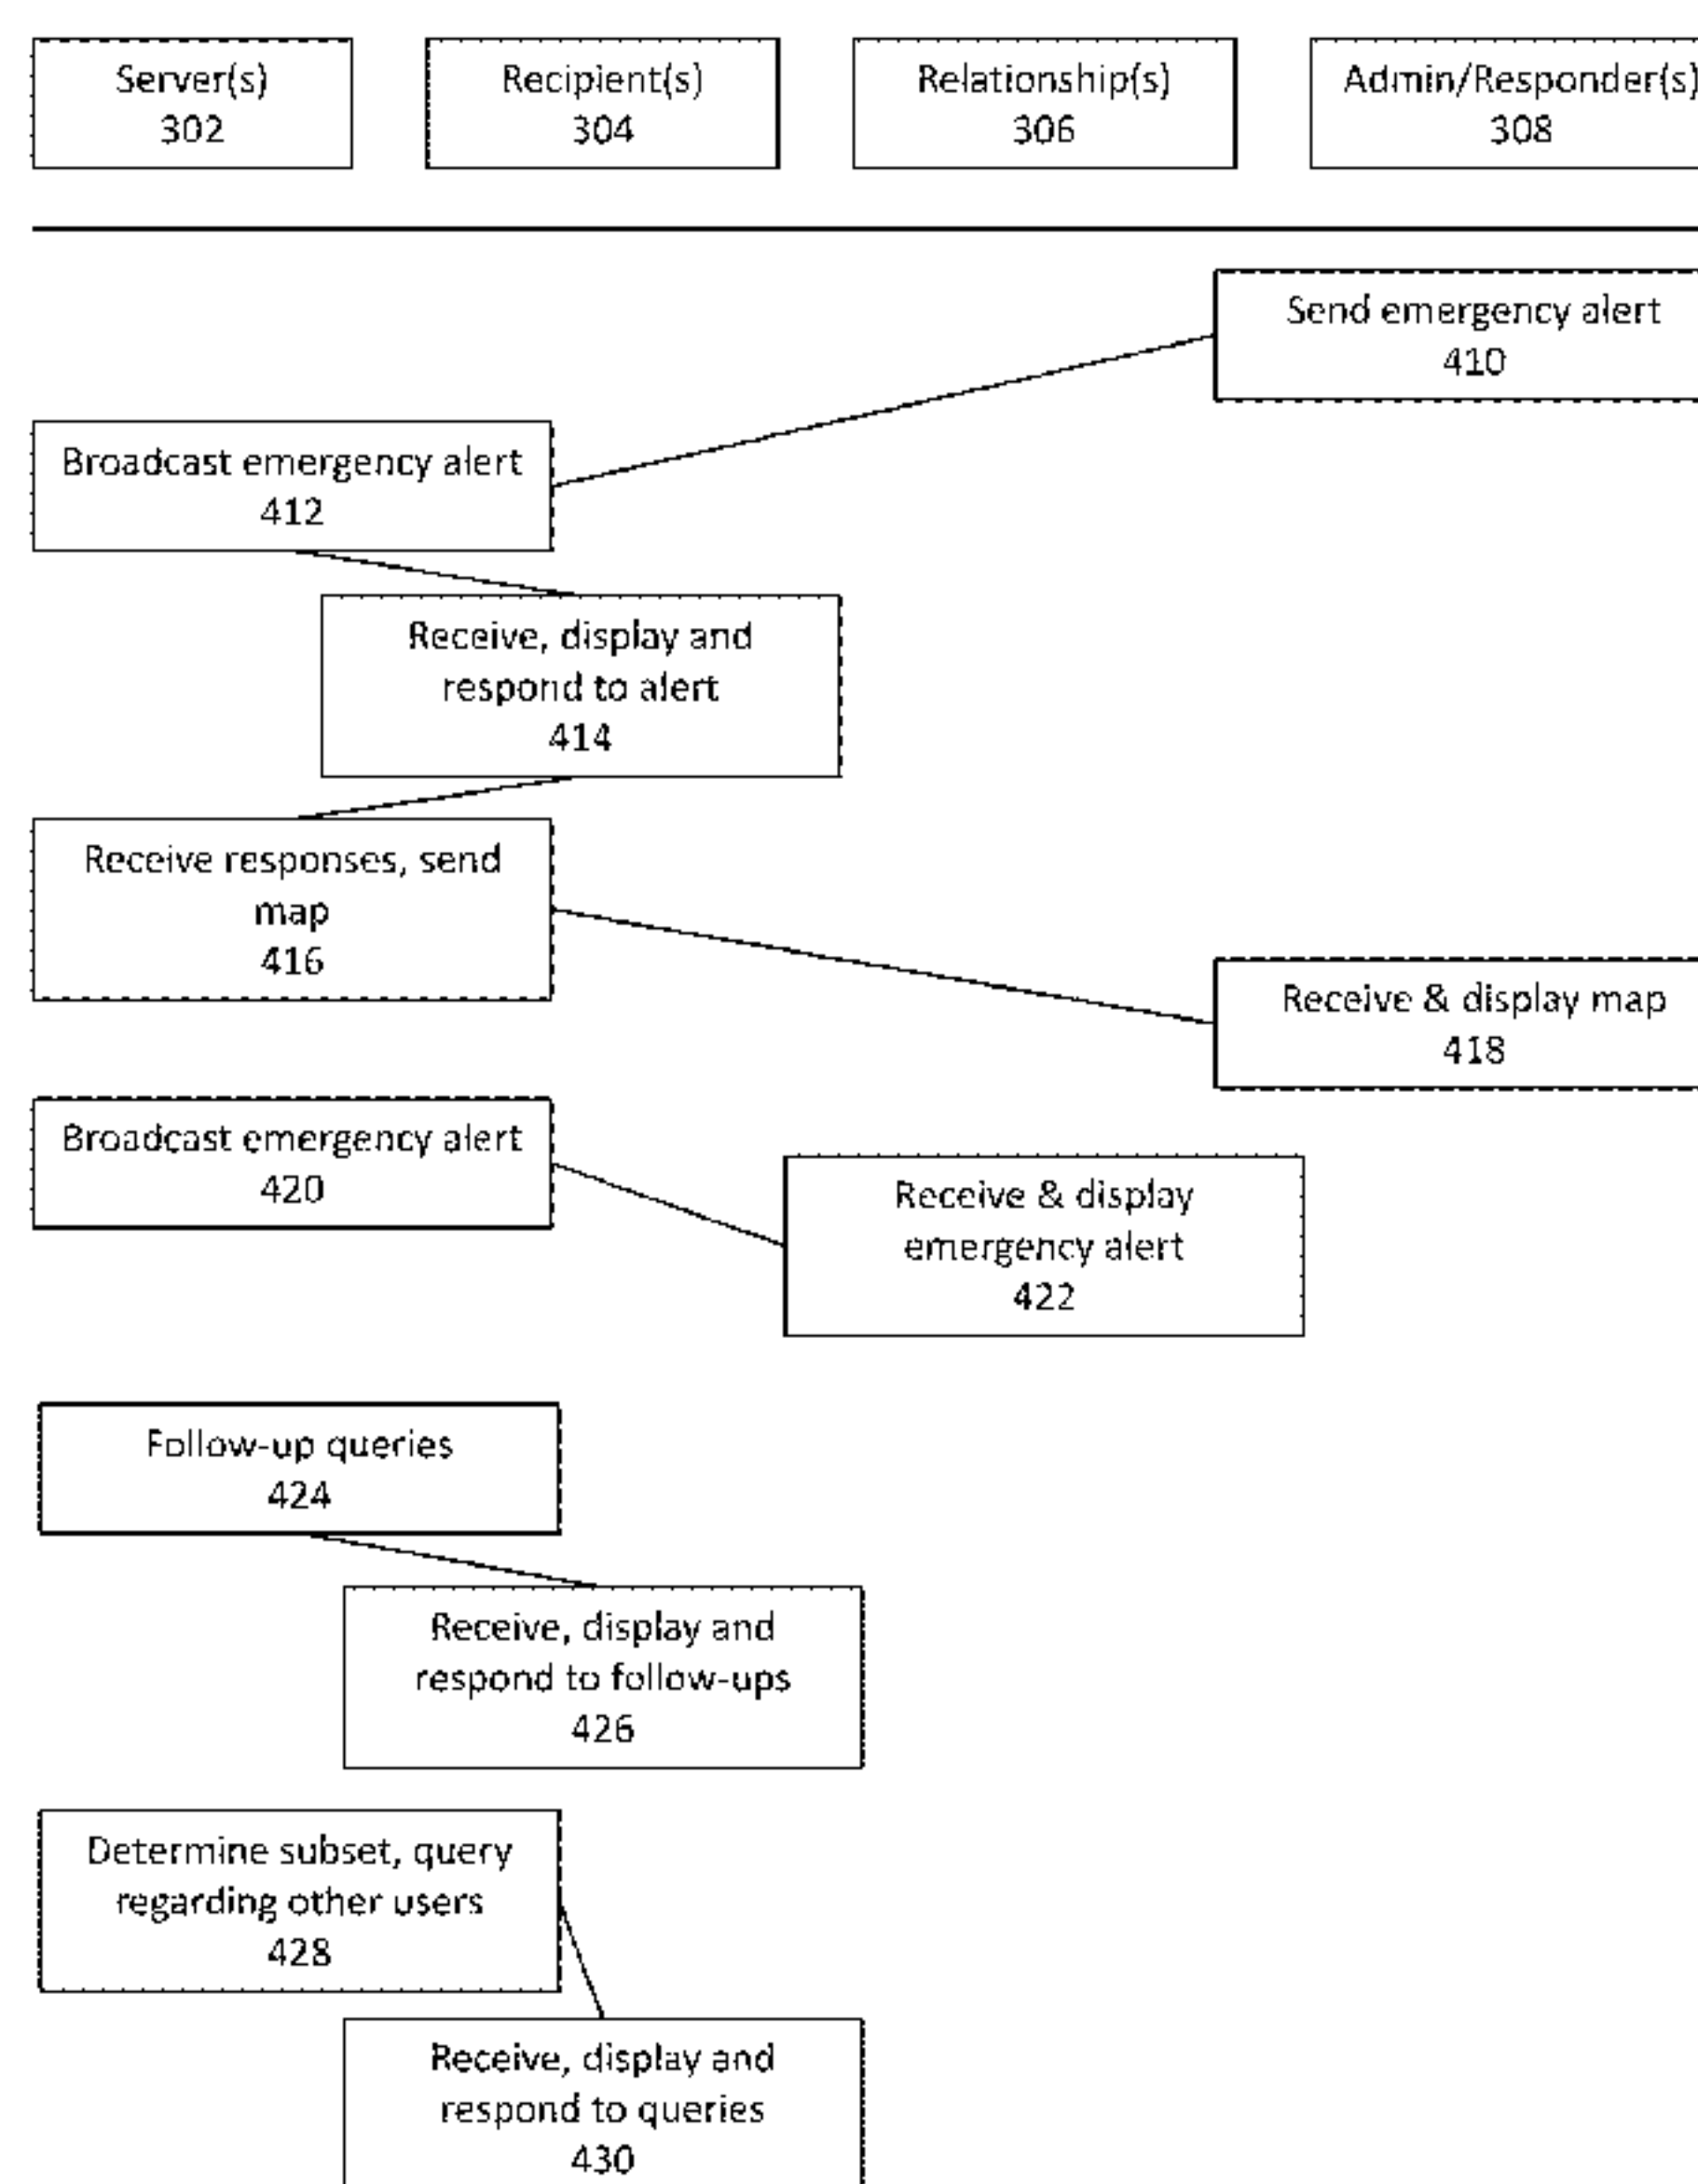 Server(s)
302
Recipient(s)
304
Relationship(s)
306
Admin/Responder(s)
308
Send emergency alert
410
Broadcast emergency alert
412
Receive, display and
respond to alert
414
Receive responses, send
map
416
Receive & display map
418
Broadcast emergency alert
420
Receive & display
emergency alert
422
Follow-up queries
424
Receive, display and
respond to follow-ups
426
Determine subset, query
regarding other users
428
Receive, display and
respond to queries
430